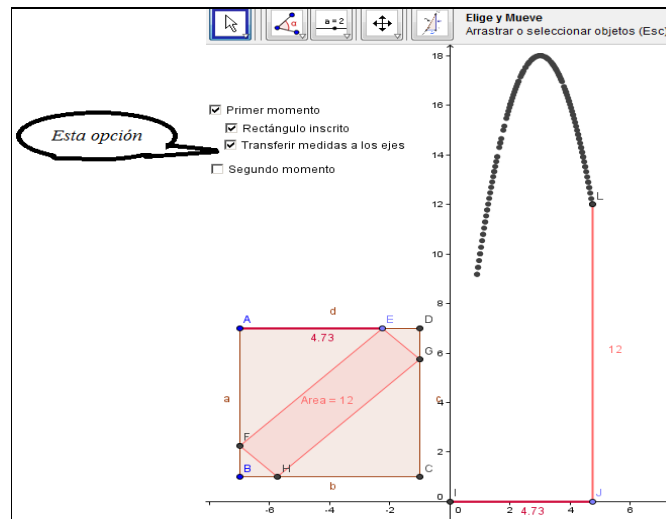 a = 2
Elige y Mueve
Arrastrar o seleccionar objetos (Esc)
Esta opción
Primer momento
Rectángulo inscrito
Transferir medidas a los ejes
Segundo momento
18
16
14
12
10
8
6
4
2
0
L
12
d
A
E
D
4.73
G
a
Area = 12
c
F
B
H
C
b
I
J
-6
-4
-2
0
2
4.73
4
6